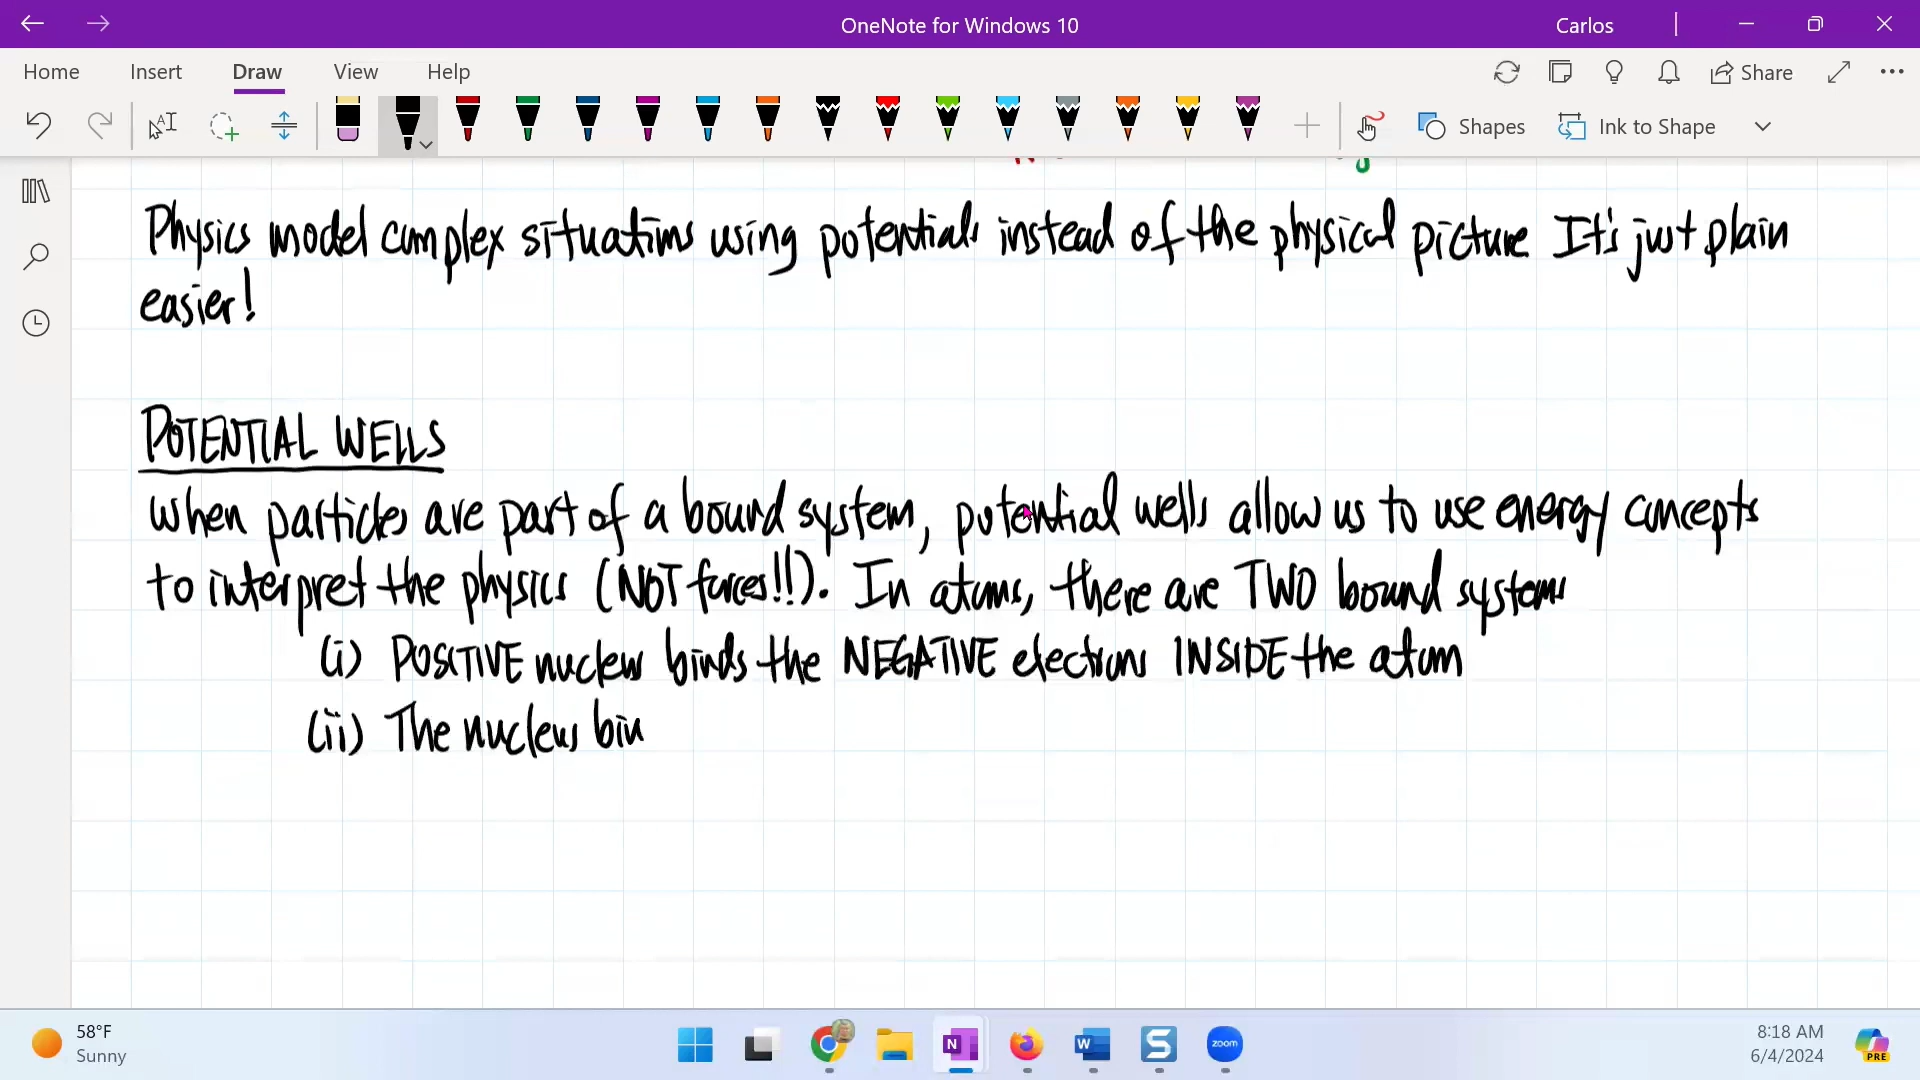 OneNote for Windows 10
Carlos
Home Insert Draw View Help
Share
Shapes
Ink to Shape
Physics model complex situations using potentials instead of the physical picture It's just plain
easier!
POTENTIAL WELLS
When particles are part of a bound system, potential wells allow us to use energy concepts
to interpret the physics (NOT forces!!). In atoms, there are TWO bound systems
(i) POSITIVE nucleus binds the NEGATIVE electrons INSIDE the atom
(ii) The nucleus bin
58°F
Sunny
zoom
8:18 AM
6/4/2024
PRE